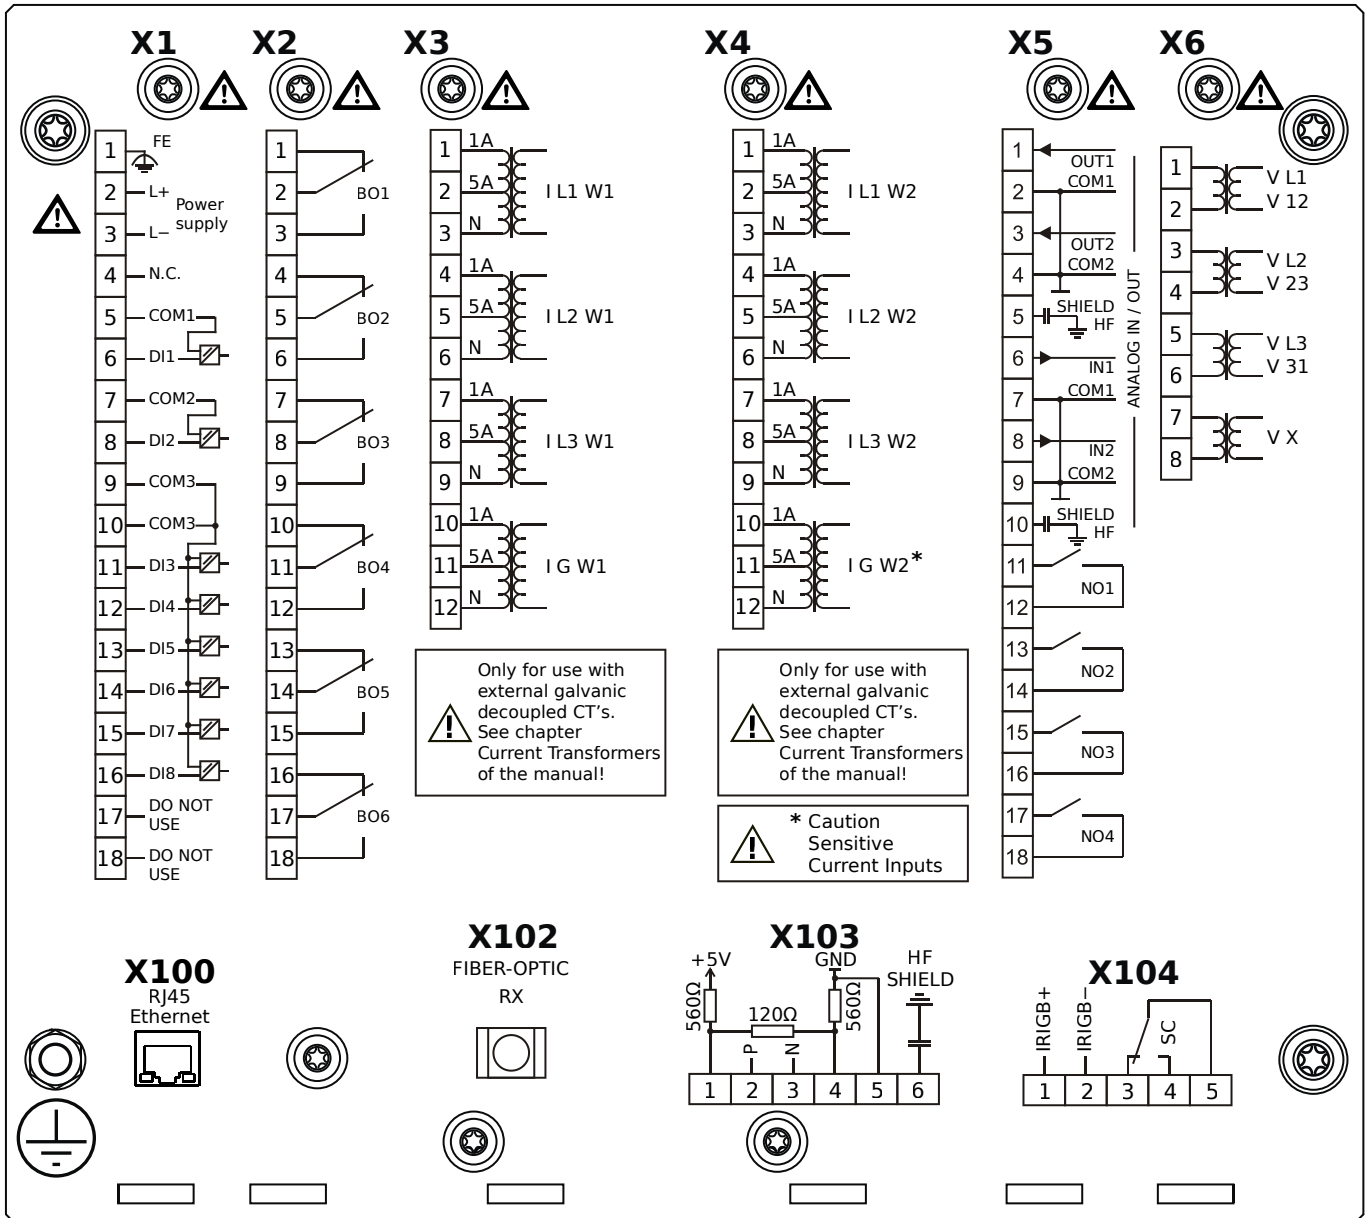 X1
1
FE
2
L+
Power
supply
3
L−
4
N.C.
5
COM1
6
DI1
7
COM2
8
DI2
9
COM3
10
COM3
11
DI3
12
DI4
13
DI5
14
DI6
15
DI7
16
DI8
17
DO NOT
USE
18
DO NOT
USE
X2
1
2
BO1
3
4
5
BO2
6
7
8
BO3
9
10
11
BO4
12
13
14
BO5
15
16
17
BO6
18
X3
1
1A
2
5A
I L1 W1
3
N
4
1A
5
5A
I L2 W1
6
N
7
1A
8
5A
I L3 W1
9
N
10
1A
11
5A
I G W1
12
N
Only for use with
external galvanic
decoupled CT's.
See chapter
Current Transformers
of the manual!
X4
1
1A
2
5A
I L1 W2
3
N
4
1A
5
5A
I L2 W2
6
N
7
1A
8
5A
I L3 W2
9
N
10
1A
11
5A
I G W2*
12
N
Only for use with
external galvanic
decoupled CT's.
See chapter
Current Transformers
of the manual!
* Caution
Sensitive
Current Inputs
X5
1
OUT1
2
COM1
3
OUT2
4
COM2
5
SHIELD
HF
6
IN1
7
COM1
8
IN2
9
COM2
10
SHIELD
HF
ANALOG IN / OUT
11
NO1
12
13
NO2
14
15
NO3
16
17
NO4
18
X6
1
V L1
2
V 12
3
V L2
4
V 23
5
V L3
6
V 31
7
V X
8
X100
RJ45
Ethernet
X102
FIBER-OPTIC
RX
X103
+5V
GND
HF
SHIELD
560Ω
120Ω
560Ω
P
N
1 2 3 4 5 6
X104
IRIGB+
IRIGB−
SC
1 2 3 4 5